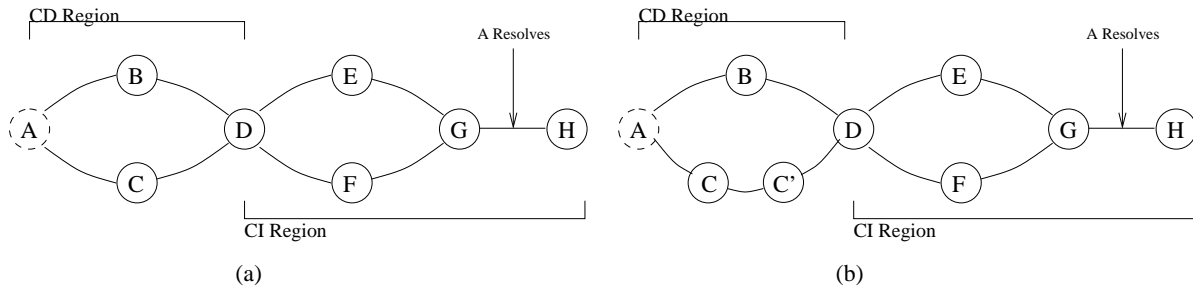 CD Region
A Resolves
B
E
A
D
G
H
C
F
CI Region
(a)
CD Region
A Resolves
B
E
A
D
G
H
C
C'
F
CI Region
(b)